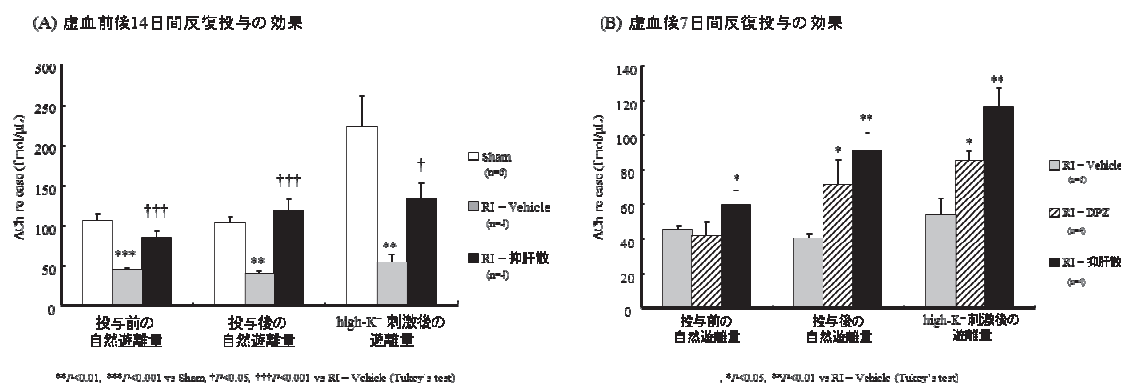 (A) 虚血前後14日間反復投与の効果
300
250
200
150
100
50
0
ACh release (fmol/μL)
***
†††
**
†††
**
†
投与前の
自然遊離量
投与後の
自然遊離量
high-K⁺ 刺激後の
遊離量
Sham
RI－Vehicle
RI－抑肝散
**P<0.01, ***P<0.001 vs Sham, †P<0.05, †††P<0.001 vs RI－Vehicle (Tukey's test)
(B) 虚血後7日間反復投与の効果
140
120
100
80
60
40
20
0
ACh release (fmol/μL)
*
*
**
*
**
投与前の
自然遊離量
投与後の
自然遊離量
high-K⁺ 刺激後の
遊離量
RI－Vehicle
RI－DPZ
RI－抑肝散
, *P<0.05, **P<0.01 vs RI－Vehicle (Tukey's test)